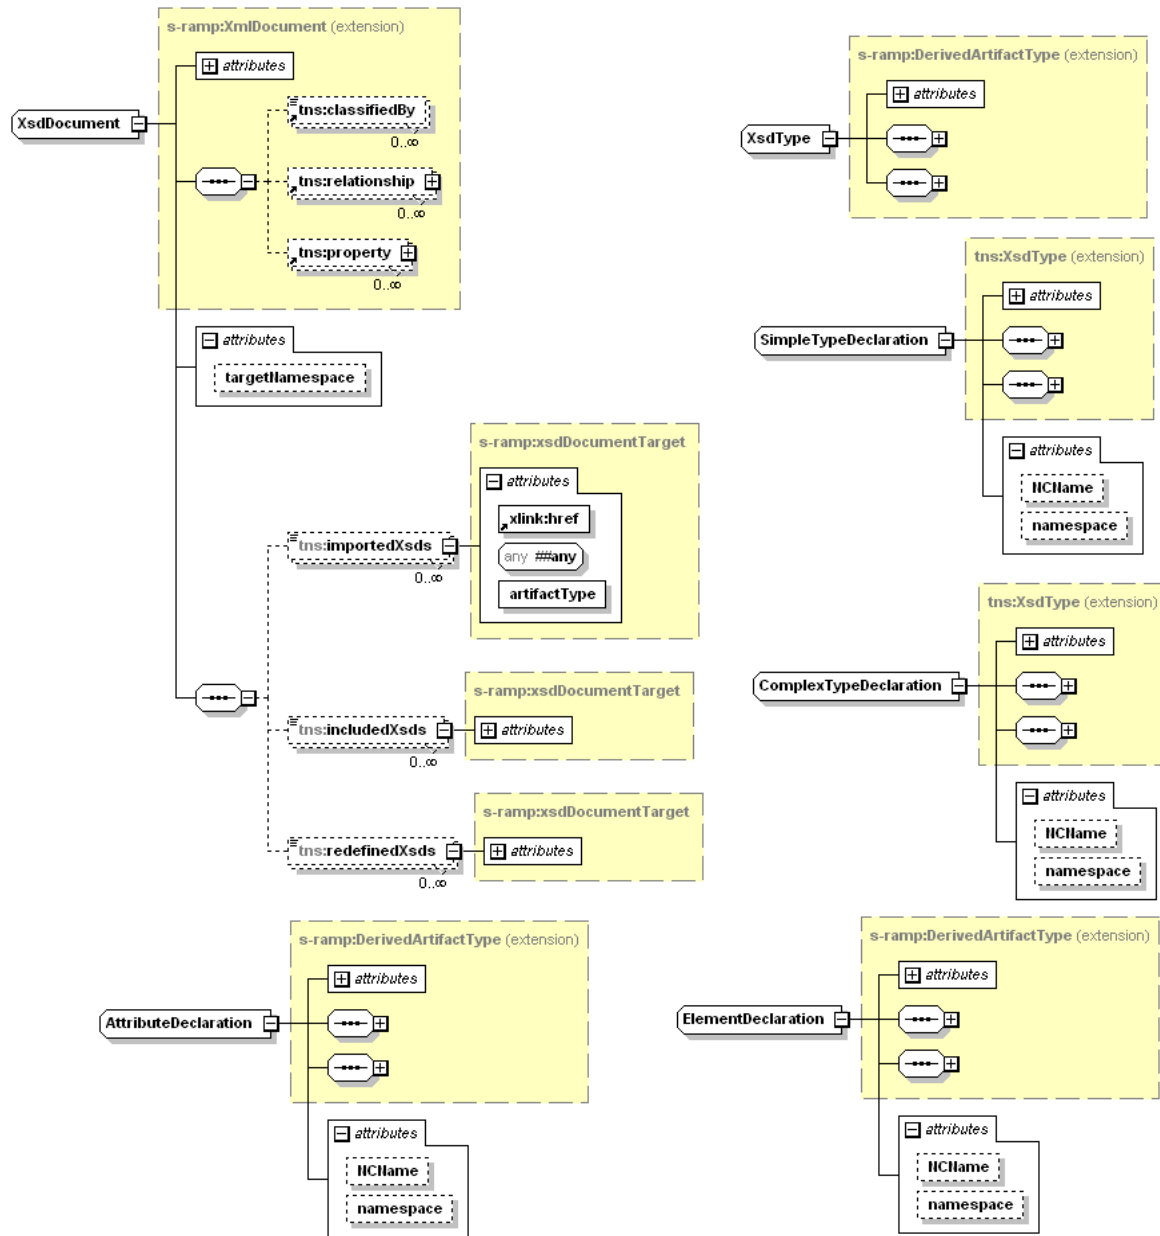 s-ramp:XmlDocument (extension)
attributes
XsdDocument
tns:classifiedBy
0..∞
tns:relationship
0..∞
tns:property
0..∞
attributes
targetNamespace
s-ramp:xsdDocumentTarget
attributes
xlink:href
any ##any
artifactType
tns:importedXsds
0..∞
s-ramp:xsdDocumentTarget
attributes
tns:includedXsds
0..∞
s-ramp:xsdDocumentTarget
attributes
tns:redefinedXsds
0..∞
s-ramp:DerivedArtifactType (extension)
attributes
XsdType
tns:XsdType (extension)
attributes
SimpleTypeDeclaration
attributes
NCName
namespace
tns:XsdType (extension)
attributes
ComplexTypeDeclaration
attributes
NCName
namespace
s-ramp:DerivedArtifactType (extension)
attributes
AttributeDeclaration
attributes
NCName
namespace
s-ramp:DerivedArtifactType (extension)
attributes
ElementDeclaration
attributes
NCName
namespace